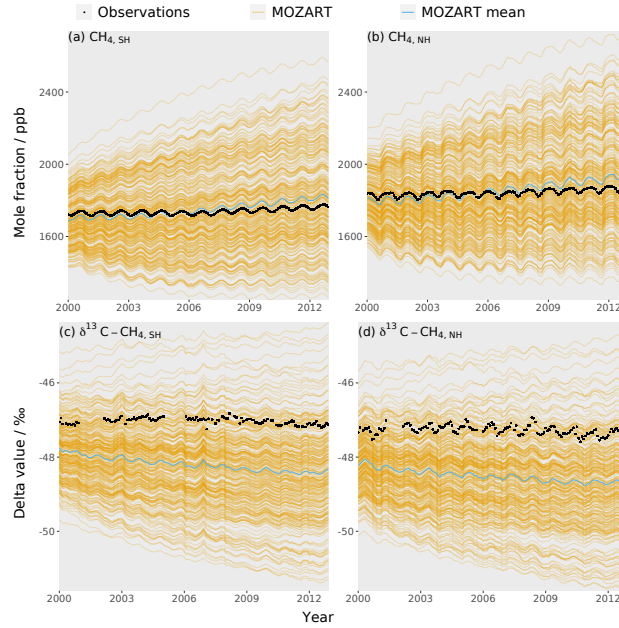 Observations MOZART MOZART mean
(a) CH₄, SH (b) CH₄, NH
2400 2400
2000 2000
1600 1600
Mole fraction / ppb
2000 2003 2006 2009 2012 2000 2003 2006 2009 2012
(c) δ¹³ C − CH₄, SH (d) δ¹³ C − CH₄, NH
-46 -46
-48 -48
-50 -50
Delta value / ‰
2000 2003 2006 2009 2012 2000 2003 2006 2009 2012
Year